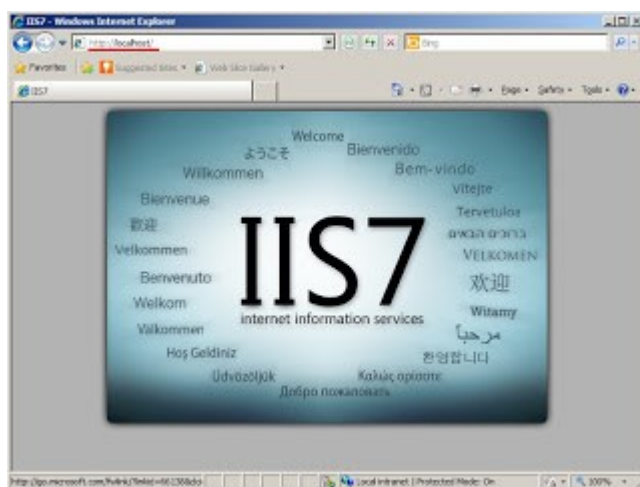 IIS7 - Windows Internet Explorer
http://localhost/
Bing
Favorites Suggested Sites Web Slice Gallery
IIS7
Page Safety Tools
Welcome
ようこそ
Bienvenido
Willkommen
Bem-vindo
Bienvenue
Vítejte
Tervetuloa
歡迎
ברוכים הבאים
Velkommen
VELKOMEN
IIS7
Benvenuto
欢迎
Welkom
Witamy
internet information services
Välkommen
مرحباً
Hoş Geldiniz
환영합니다
Üdvözöljük
Καλώς ορίσατε
Добро пожаловать
Local intranet | Protected Mode: On
100%